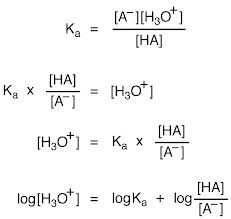 Kₐ = [A⁻][H₃O⁺] / [HA]
Kₐ x [HA] / [A⁻] = [H₃O⁺]
[H₃O⁺] = Kₐ x [HA] / [A⁻]
log[H₃O⁺] = logKₐ + log [HA] / [A⁻]